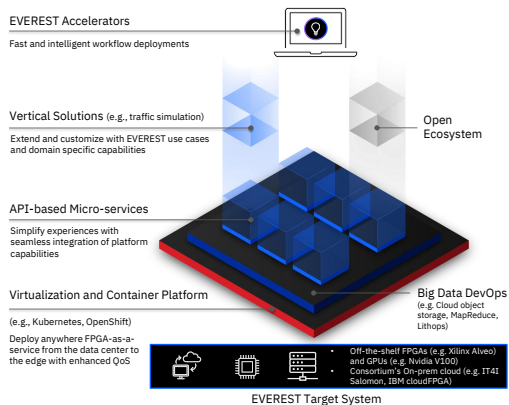 EVEREST Accelerators
Fast and intelligent workflow deployments
Vertical Solutions (e.g., traffic simulation)
Extend and customize with EVEREST use cases
and domain specific capabilities
Open
Ecosystem
API-based Micro-services
Simplify experiences with
seamless integration of platform
capabilities
Virtualization and Container Platform
(e.g., Kubernetes, OpenShift)
Deploy anywhere FPGA-as-a-
service from the data center to
the edge with enhanced QoS
Big Data DevOps
(e.g. Cloud object
storage, MapReduce,
Lithops)
• Off-the-shelf FPGAs (e.g. Xilinx Alveo)
and GPUs (e.g. Nvidia V100)
• Consortium's On-prem cloud (e.g. IT4I
Salomon, IBM cloudFPGA)
EVEREST Target System